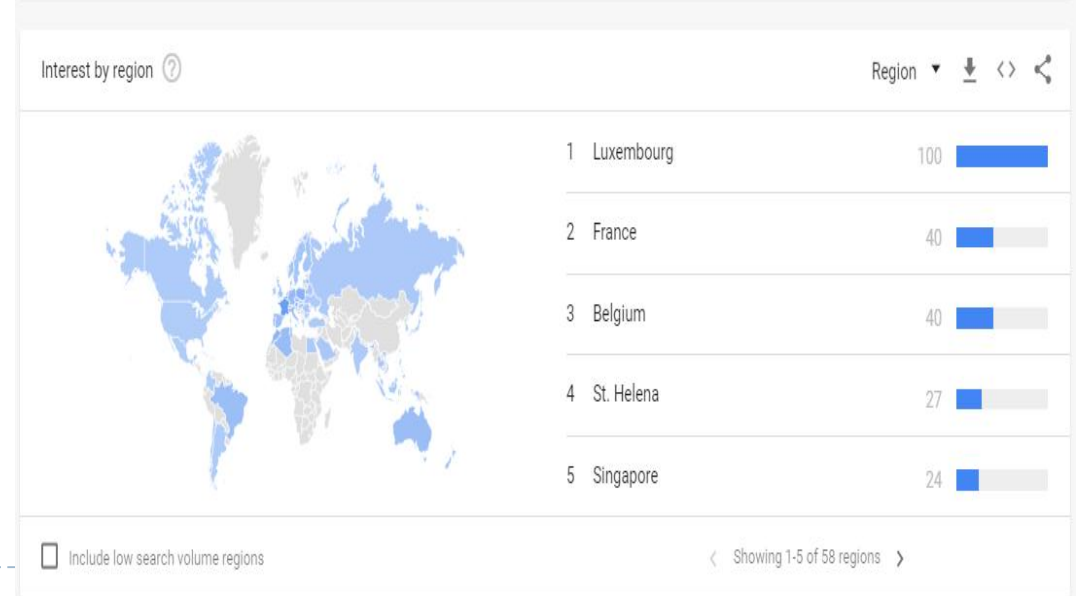 Interest by region
Region
1 Luxembourg 100
2 France 40
3 Belgium 40
4 St. Helena 27
5 Singapore 24
Include low search volume regions
Showing 1-5 of 58 regions